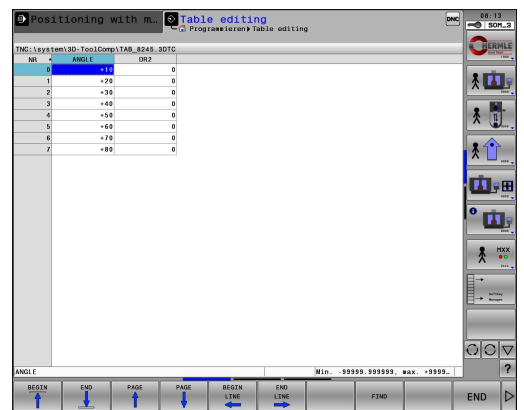 Positioning with m…
Table editing
Programmieren▸Table editing
DNC
08:13
SOM_3
TNC:\system\3D-ToolComp\TAB_8245.3DTC
NR ANGLE DR2
0 +10 0
1 +20 0
2 +30 0
3 +40 0
4 +50 0
5 +60 0
6 +70 0
7 +80 0
HERMLE
MXX
ANGLE
Min. -99999.999999, max. +9999…
BEGIN
END
PAGE
PAGE
BEGIN LINE
END LINE
FIND
END
?